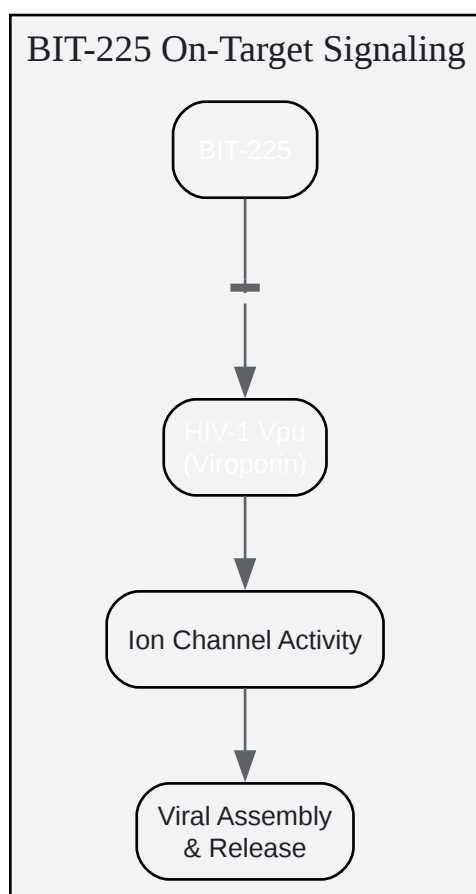 BIT-225 On-Target Signaling
BIT-225
HIV-1 Vpu
(Viroporin)
Ion Channel Activity
Viral Assembly
& Release